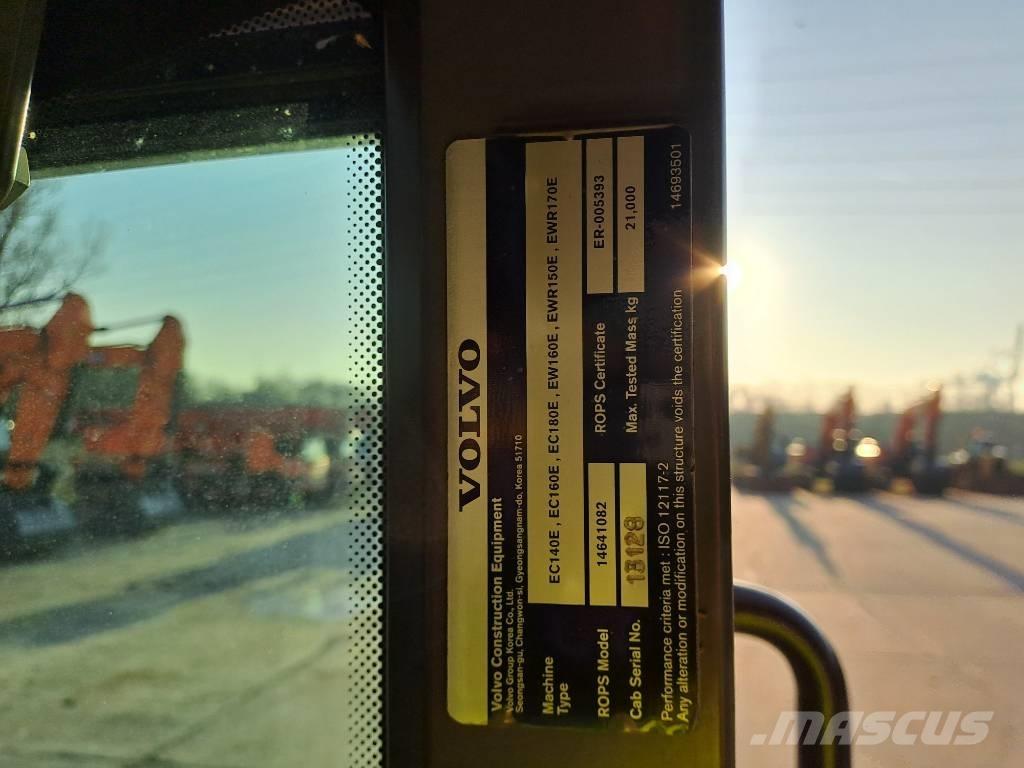 VOLVO
Volvo Construction Equipment
Volvo Group Korea Co., Ltd.
Seongsan-gu, Changwon-si, Gyeongsangnam-do, Korea 51710
Machine Type EC140E , EC160E , EC180E , EW160E , EWR150E , EWR170E
ROPS Model 14641082 ROPS Certificate ER-005393
Cab Serial No. 18128 Max. Tested Mass kg 21,000
Performance criteria met : ISO 12117-2
Any alteration or modification on this structure voids the certification 14693501
MASCUS